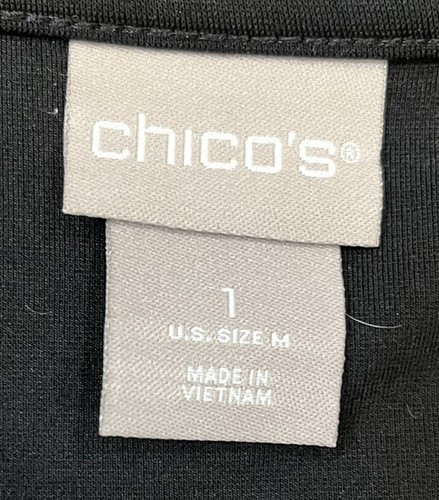 chico's®
1
U.S. SIZE M
MADE IN
VIETNAM